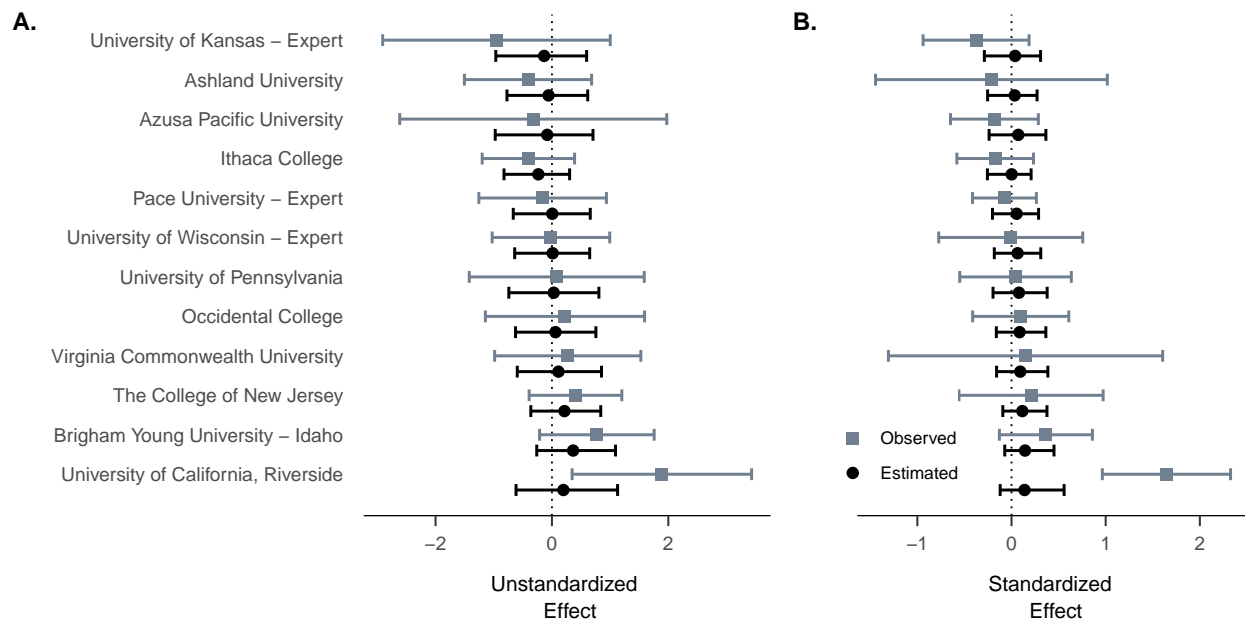 A.
B.
University of Kansas − Expert
Ashland University
Azusa Pacific University
Ithaca College
Pace University − Expert
University of Wisconsin − Expert
University of Pennsylvania
Occidental College
Virginia Commonwealth University
The College of New Jersey
Brigham Young University − Idaho
University of California, Riverside
Observed
Estimated
−2 0 2
−1 0 1 2
Unstandardized
Effect
Standardized
Effect